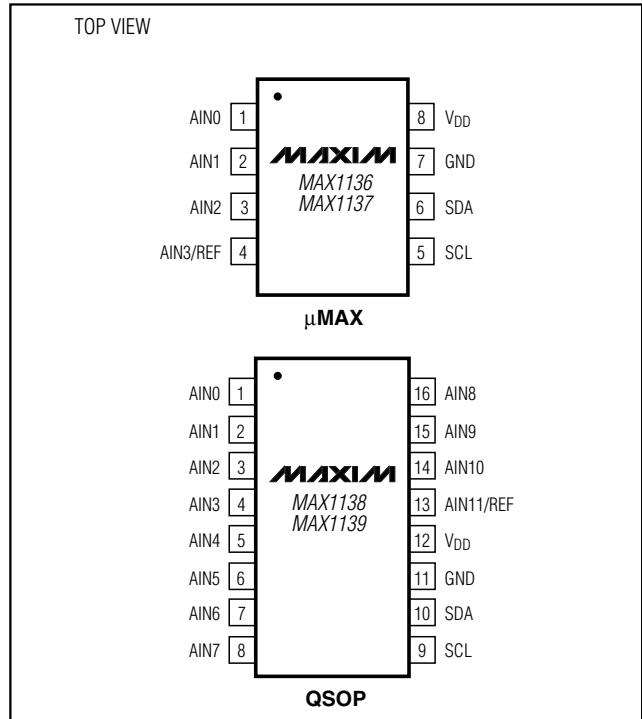 TOP VIEW
AIN0 1
AIN1 2
AIN2 3
AIN3/REF 4
MAXIM
MAX1136
MAX1137
8 VDD
7 GND
6 SDA
5 SCL
μMAX
AIN0 1
AIN1 2
AIN2 3
AIN3 4
AIN4 5
AIN5 6
AIN6 7
AIN7 8
MAXIM
MAX1138
MAX1139
16 AIN8
15 AIN9
14 AIN10
13 AIN11/REF
12 VDD
11 GND
10 SDA
9 SCL
QSOP